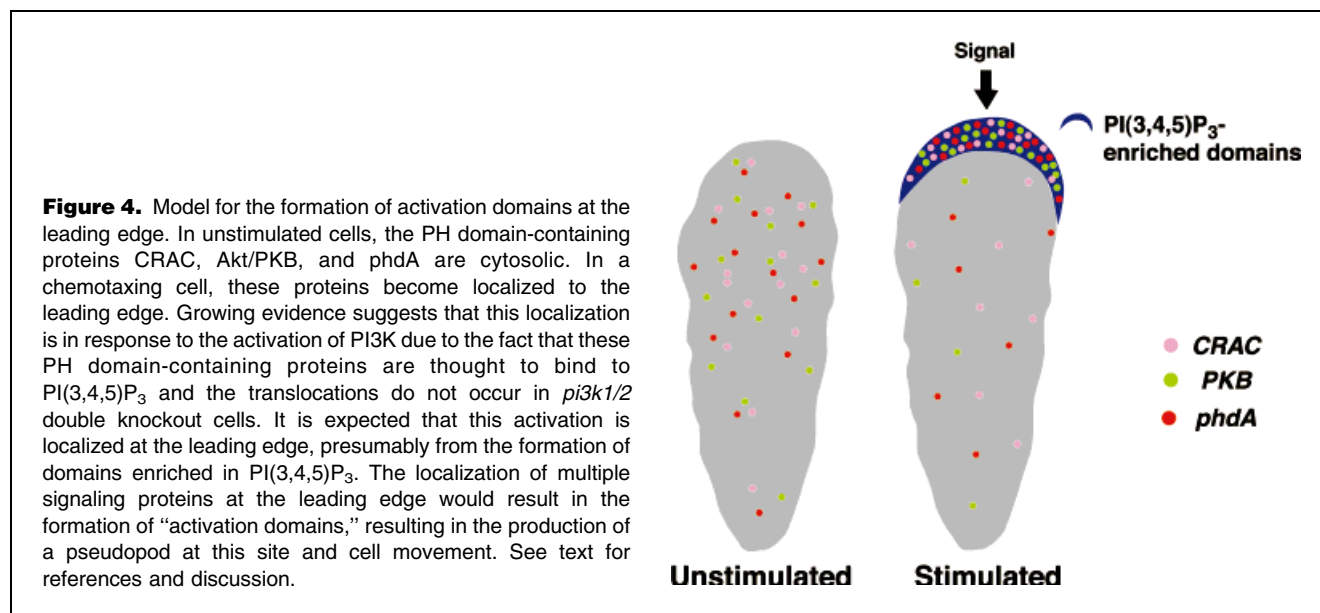 Figure 4. Model for the formation of activation domains at the
leading edge. In unstimulated cells, the PH domain-containing
proteins CRAC, Akt/PKB, and phdA are cytosolic. In a
chemotaxing cell, these proteins become localized to the
leading edge. Growing evidence suggests that this localization
is in response to the activation of PI3K due to the fact that these
PH domain-containing proteins are thought to bind to
PI(3,4,5)P₃ and the translocations do not occur in pi3k1/2
double knockout cells. It is expected that this activation is
localized at the leading edge, presumably from the formation of
domains enriched in PI(3,4,5)P₃. The localization of multiple
signaling proteins at the leading edge would result in the
formation of ‘‘activation domains,’’ resulting in the production of
a pseudopod at this site and cell movement. See text for
references and discussion.
Signal
PI(3,4,5)P₃-
enriched domains
CRAC
PKB
phdA
Unstimulated
Stimulated